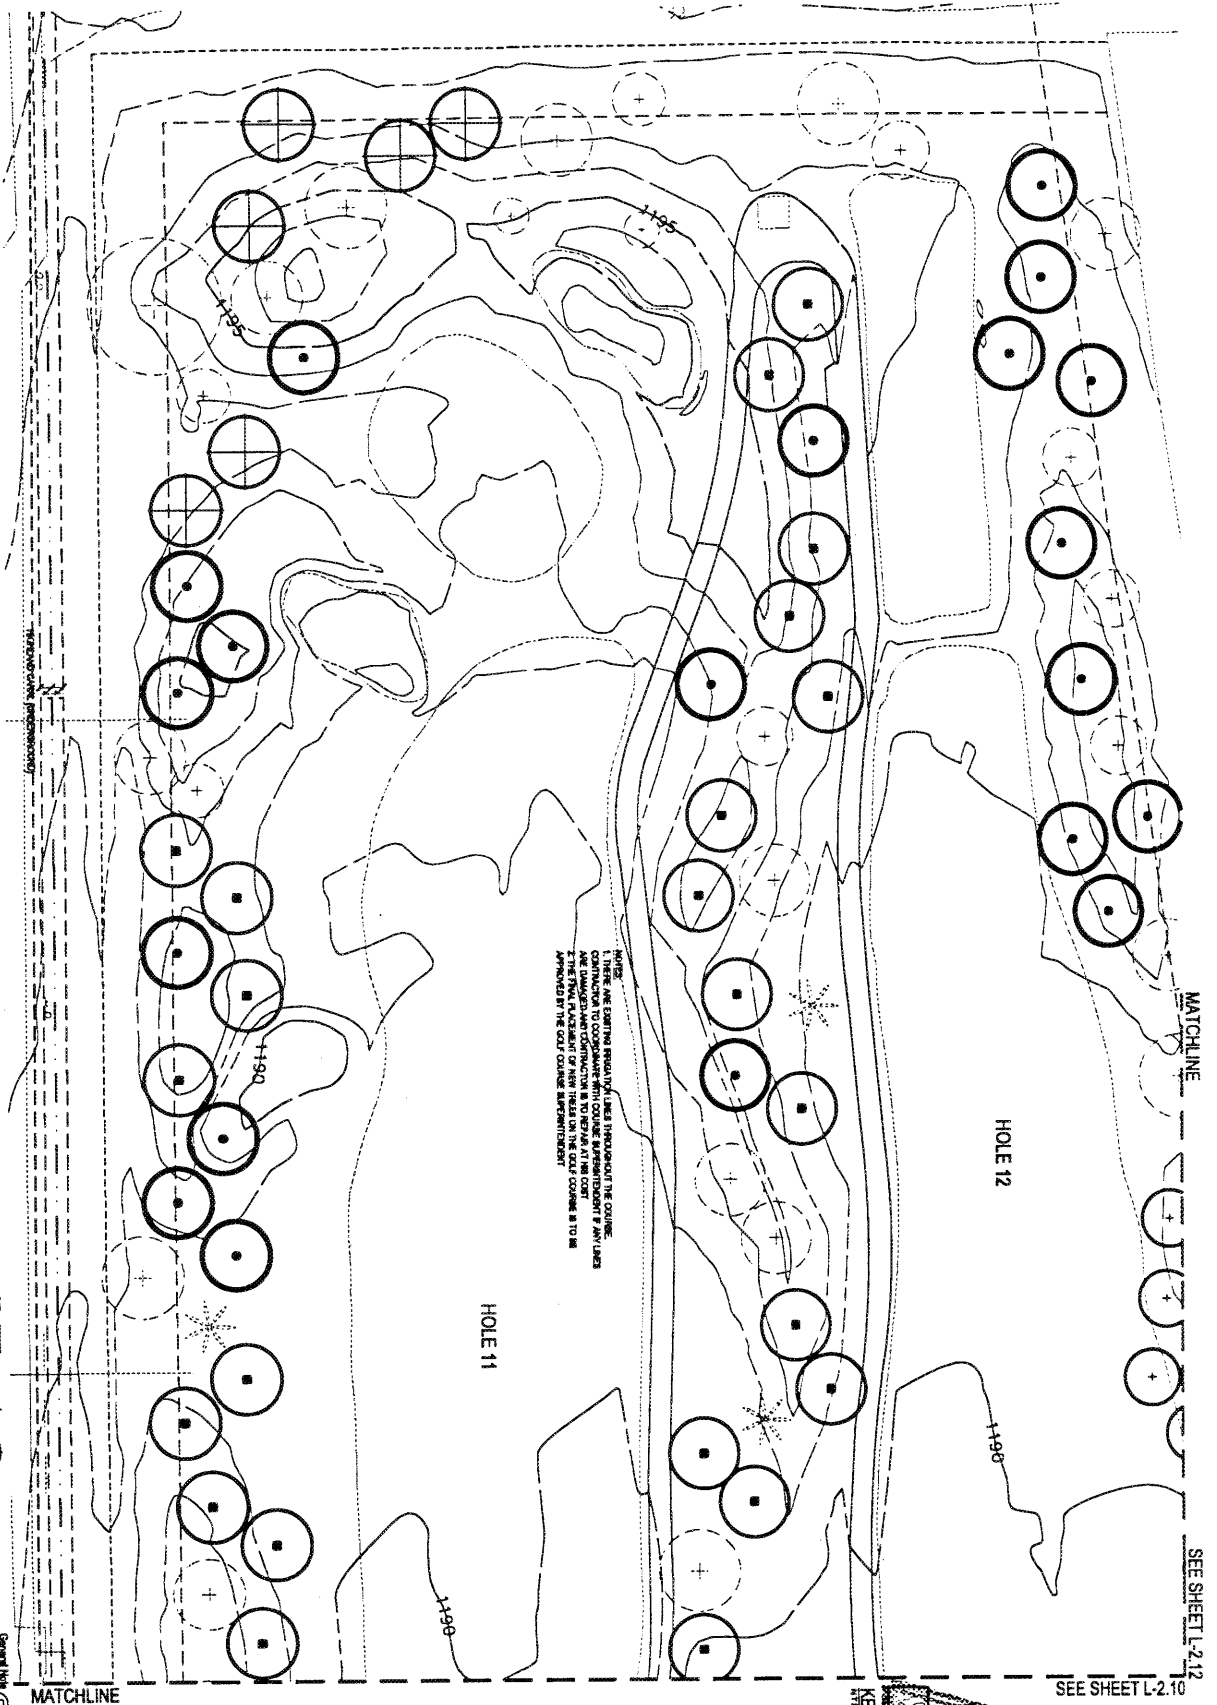 1195
1195
MATCHLINE
SEE SHEET L-2.12
NOTES:
1. THERE ARE EXISTING IRRIGATION LINES THROUGHOUT THE COURSE.
CONTRACTOR TO COORDINATE WITH COURSE SUPERINTENDENT IF ANY LINES
ARE DAMAGED AND CONTRACTOR IS TO REPAIR AT HIS COST
2. THE FINAL PLACEMENT OF NEW TREES ON THE GOLF COURSE IS TO BE
APPROVED BY THE GOLF COURSE SUPERINTENDENT
HOLE 12
1190
HOLE 11
1190
1190
MATCHLINE
SEE SHEET L-2.10